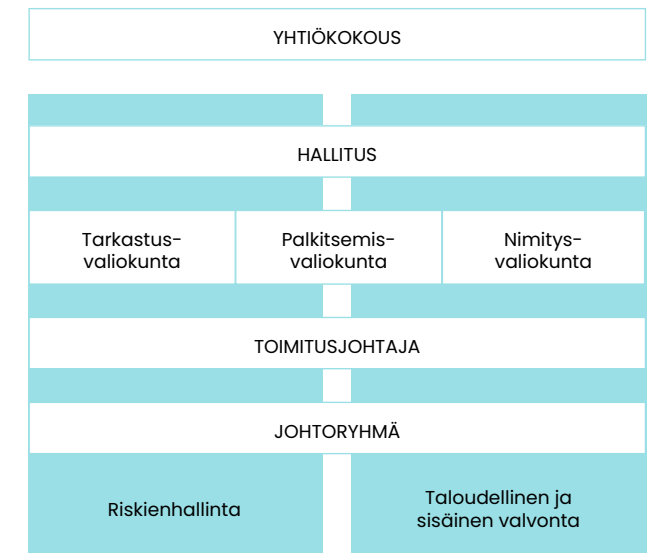 YHTIÖKOKOUS
HALLITUS
Tarkastus-
valiokunta
Palkitsemis-
valiokunta
Nimitys-
valiokunta
TOIMITUSJOHTAJA
JOHTORYHMÄ
Riskienhallinta
Taloudellinen ja
sisäinen valvonta